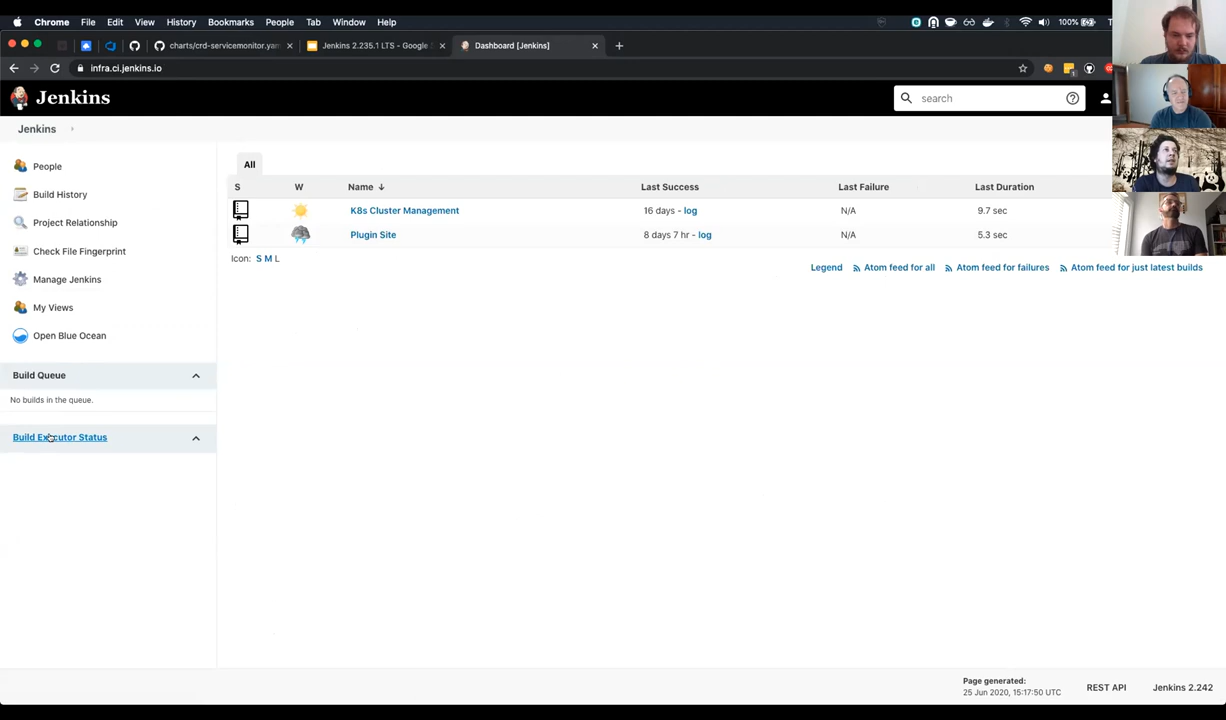 Chrome File Edit View History Bookmarks People Tab Window Help 100%
charts/crd-servicemonitor.yam
Jenkins 2.235.1 LTS - Google
Dashboard [Jenkins]
infra.ci.jenkins.io
Jenkins
search
Jenkins
People
Build History
Project Relationship
Check File Fingerprint
Manage Jenkins
My Views
Open Blue Ocean
Build Queue
No builds in the queue.
Build Executor Status
All
S W Name ↓ Last Success Last Failure Last Duration
K8s Cluster Management 16 days - log N/A 9.7 sec
Plugin Site 8 days 7 hr - log N/A 5.3 sec
Icon: S M L
Legend Atom feed for all Atom feed for failures Atom feed for just latest builds
Page generated:
25 Jun 2020, 15:17:50 UTC
REST API
Jenkins 2.242